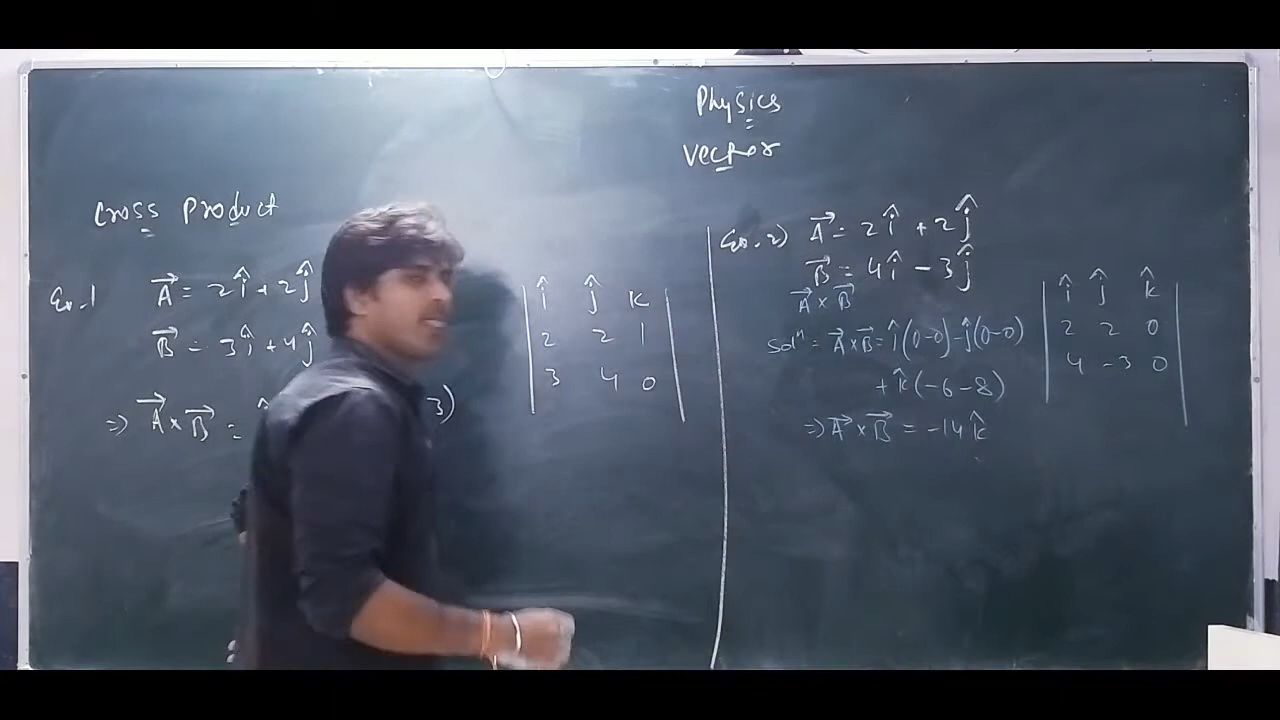 Physics
Vector
Cross Product
Ex.1
A⃗ = 2î + 2ĵ
B⃗ = 3î + 4ĵ
⇒ A⃗ × B⃗ =
3)
| î ĵ k |
| 2 2 1 |
| 3 4 0 |
Ex. 2) A⃗ = 2î + 2ĵ
B⃗ = 4î - 3ĵ
A⃗ × B⃗
Solⁿ = A⃗ × B⃗ = î(0-0) - ĵ(0-0)
+ k̂(-6-8)
⇒ A⃗ × B⃗ = -14k̂
| î ĵ k̂ |
| 2 2 0 |
| 4 -3 0 |